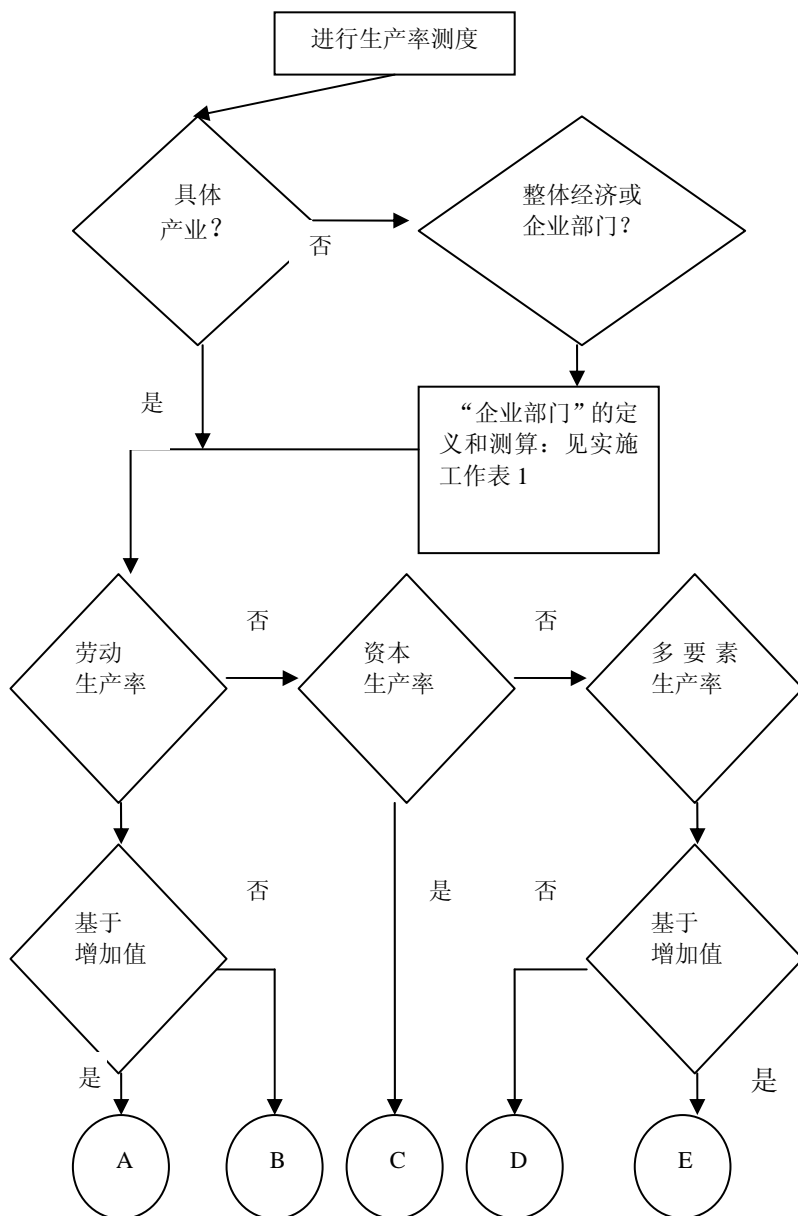 进行生产率测度
具体
产业？
否
整体经济或
企业部门？
是
“企业部门”的定
义和测算：见实施
工作表 1
否
否
劳动
生产率
资本
生产率
多 要 素
生产率
否
是
否
基于
增加值
基于
增加值
是
是
A
B
C
D
E